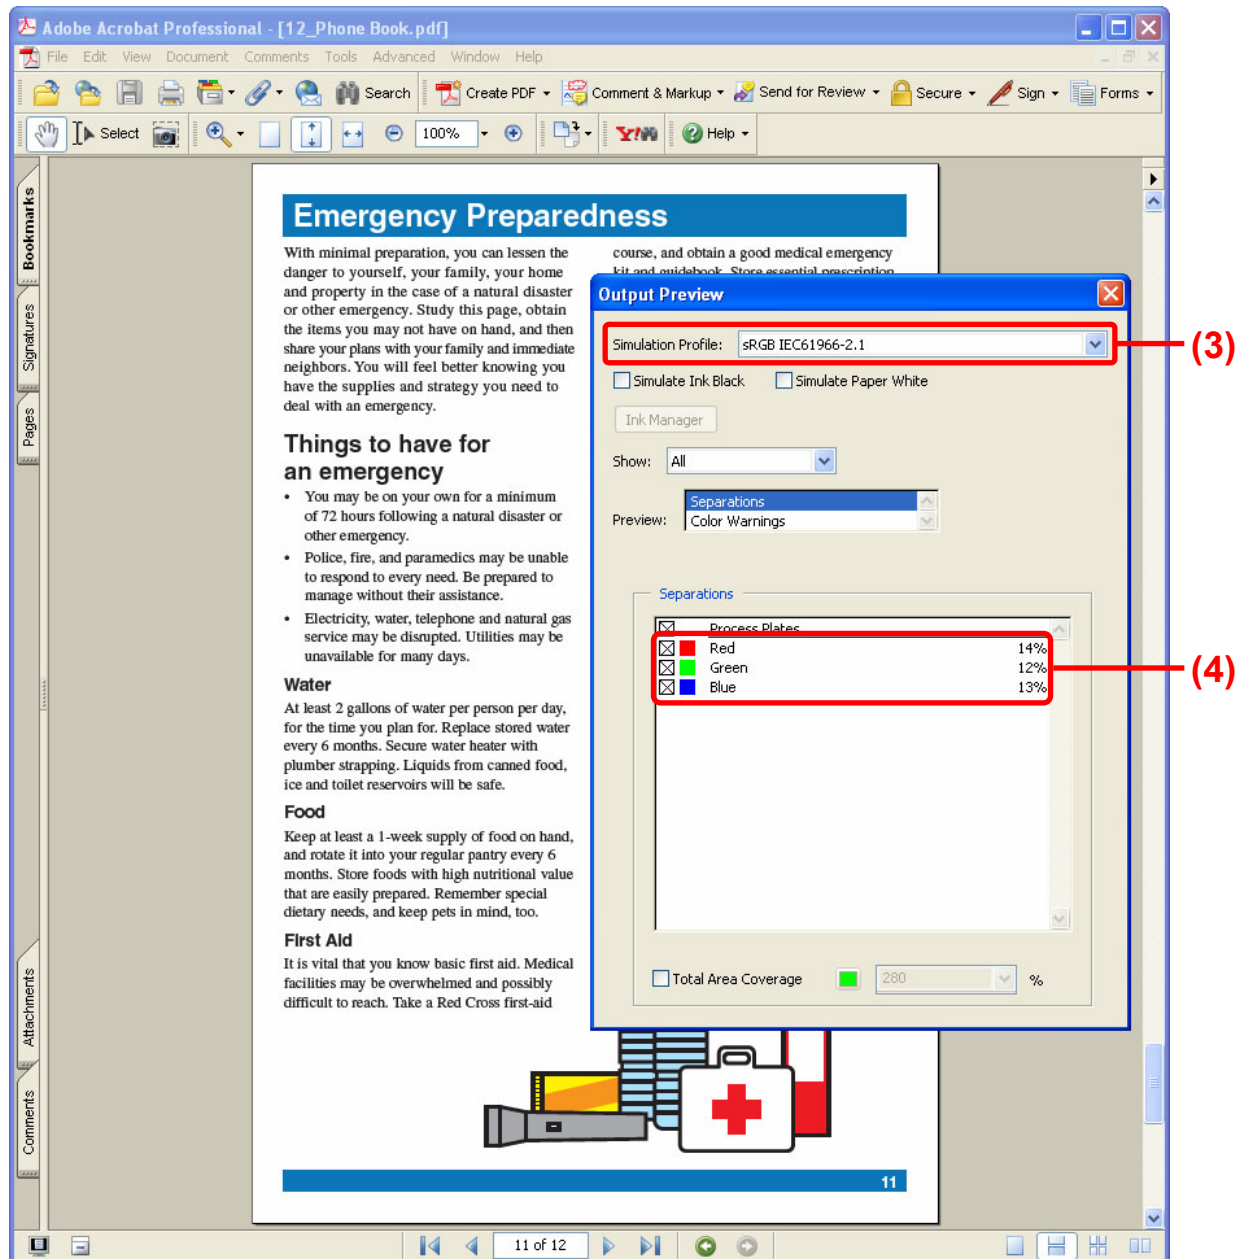 Adobe Acrobat Professional - [12_Phone Book.pdf]
File Edit View Document Comments Tools Advanced Window Help
Search Create PDF Comment & Markup Send for Review Secure Sign Forms
Select 100% Y! Help
Bookmarks
Signatures
Pages
Attachments
Comments
Emergency Preparedness
With minimal preparation, you can lessen the
danger to yourself, your family, your home
and property in the case of a natural disaster
or other emergency. Study this page, obtain
the items you may not have on hand, and then
share your plans with your family and immediate
neighbors. You will feel better knowing you
have the supplies and strategy you need to
deal with an emergency.
Things to have for
an emergency
• You may be on your own for a minimum
of 72 hours following a natural disaster or
other emergency.
• Police, fire, and paramedics may be unable
to respond to every need. Be prepared to
manage without their assistance.
• Electricity, water, telephone and natural gas
service may be disrupted. Utilities may be
unavailable for many days.
Water
At least 2 gallons of water per person per day,
for the time you plan for. Replace stored water
every 6 months. Secure water heater with
plumber strapping. Liquids from canned food,
ice and toilet reservoirs will be safe.
Food
Keep at least a 1-week supply of food on hand,
and rotate it into your regular pantry every 6
months. Store foods with high nutritional value
that are easily prepared. Remember special
dietary needs, and keep pets in mind, too.
First Aid
It is vital that you know basic first aid. Medical
facilities may be overwhelmed and possibly
difficult to reach. Take a Red Cross first-aid
course, and obtain a good medical emergency
kit and guidebook. Store essential prescription
Output Preview
Simulation Profile: sRGB IEC61966-2.1
(3)
Simulate Ink Black Simulate Paper White
Ink Manager
Show: All
Preview: Separations
Color Warnings
Separations
Process Plates
Red 14%
Green 12%
Blue 13%
(4)
Total Area Coverage 280 %
11
11 of 12